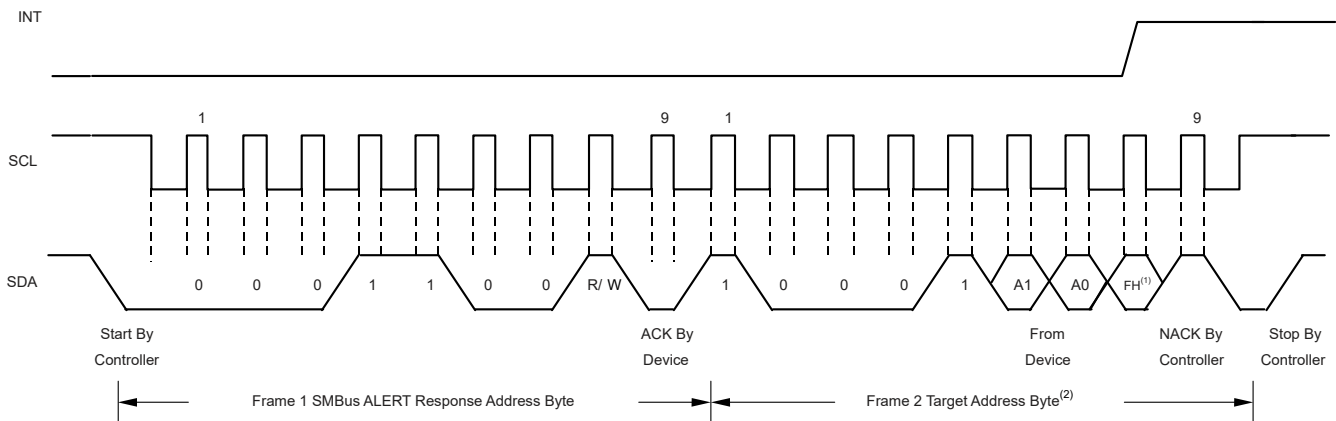 INT
1 9 1 9
SCL
SDA 0 0 0 1 1 0 0 R/ W 1 0 0 0 1 A1 A0 FH(1)
Start By Controller
ACK By Device
From Device
NACK By Controller
Stop By Controller
Frame 1 SMBus ALERT Response Address Byte
Frame 2 Target Address Byte(2)